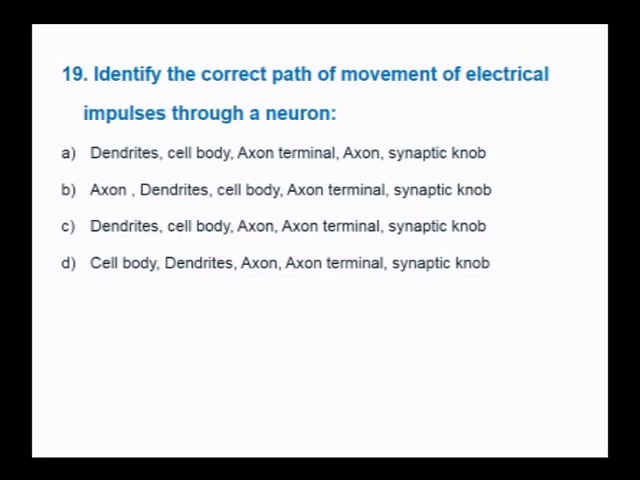 19. Identify the correct path of movement of electrical
impulses through a neuron:
a) Dendrites, cell body, Axon terminal, Axon, synaptic knob
b) Axon , Dendrites, cell body, Axon terminal, synaptic knob
c) Dendrites, cell body, Axon, Axon terminal, synaptic knob
d) Cell body, Dendrites, Axon, Axon terminal, synaptic knob